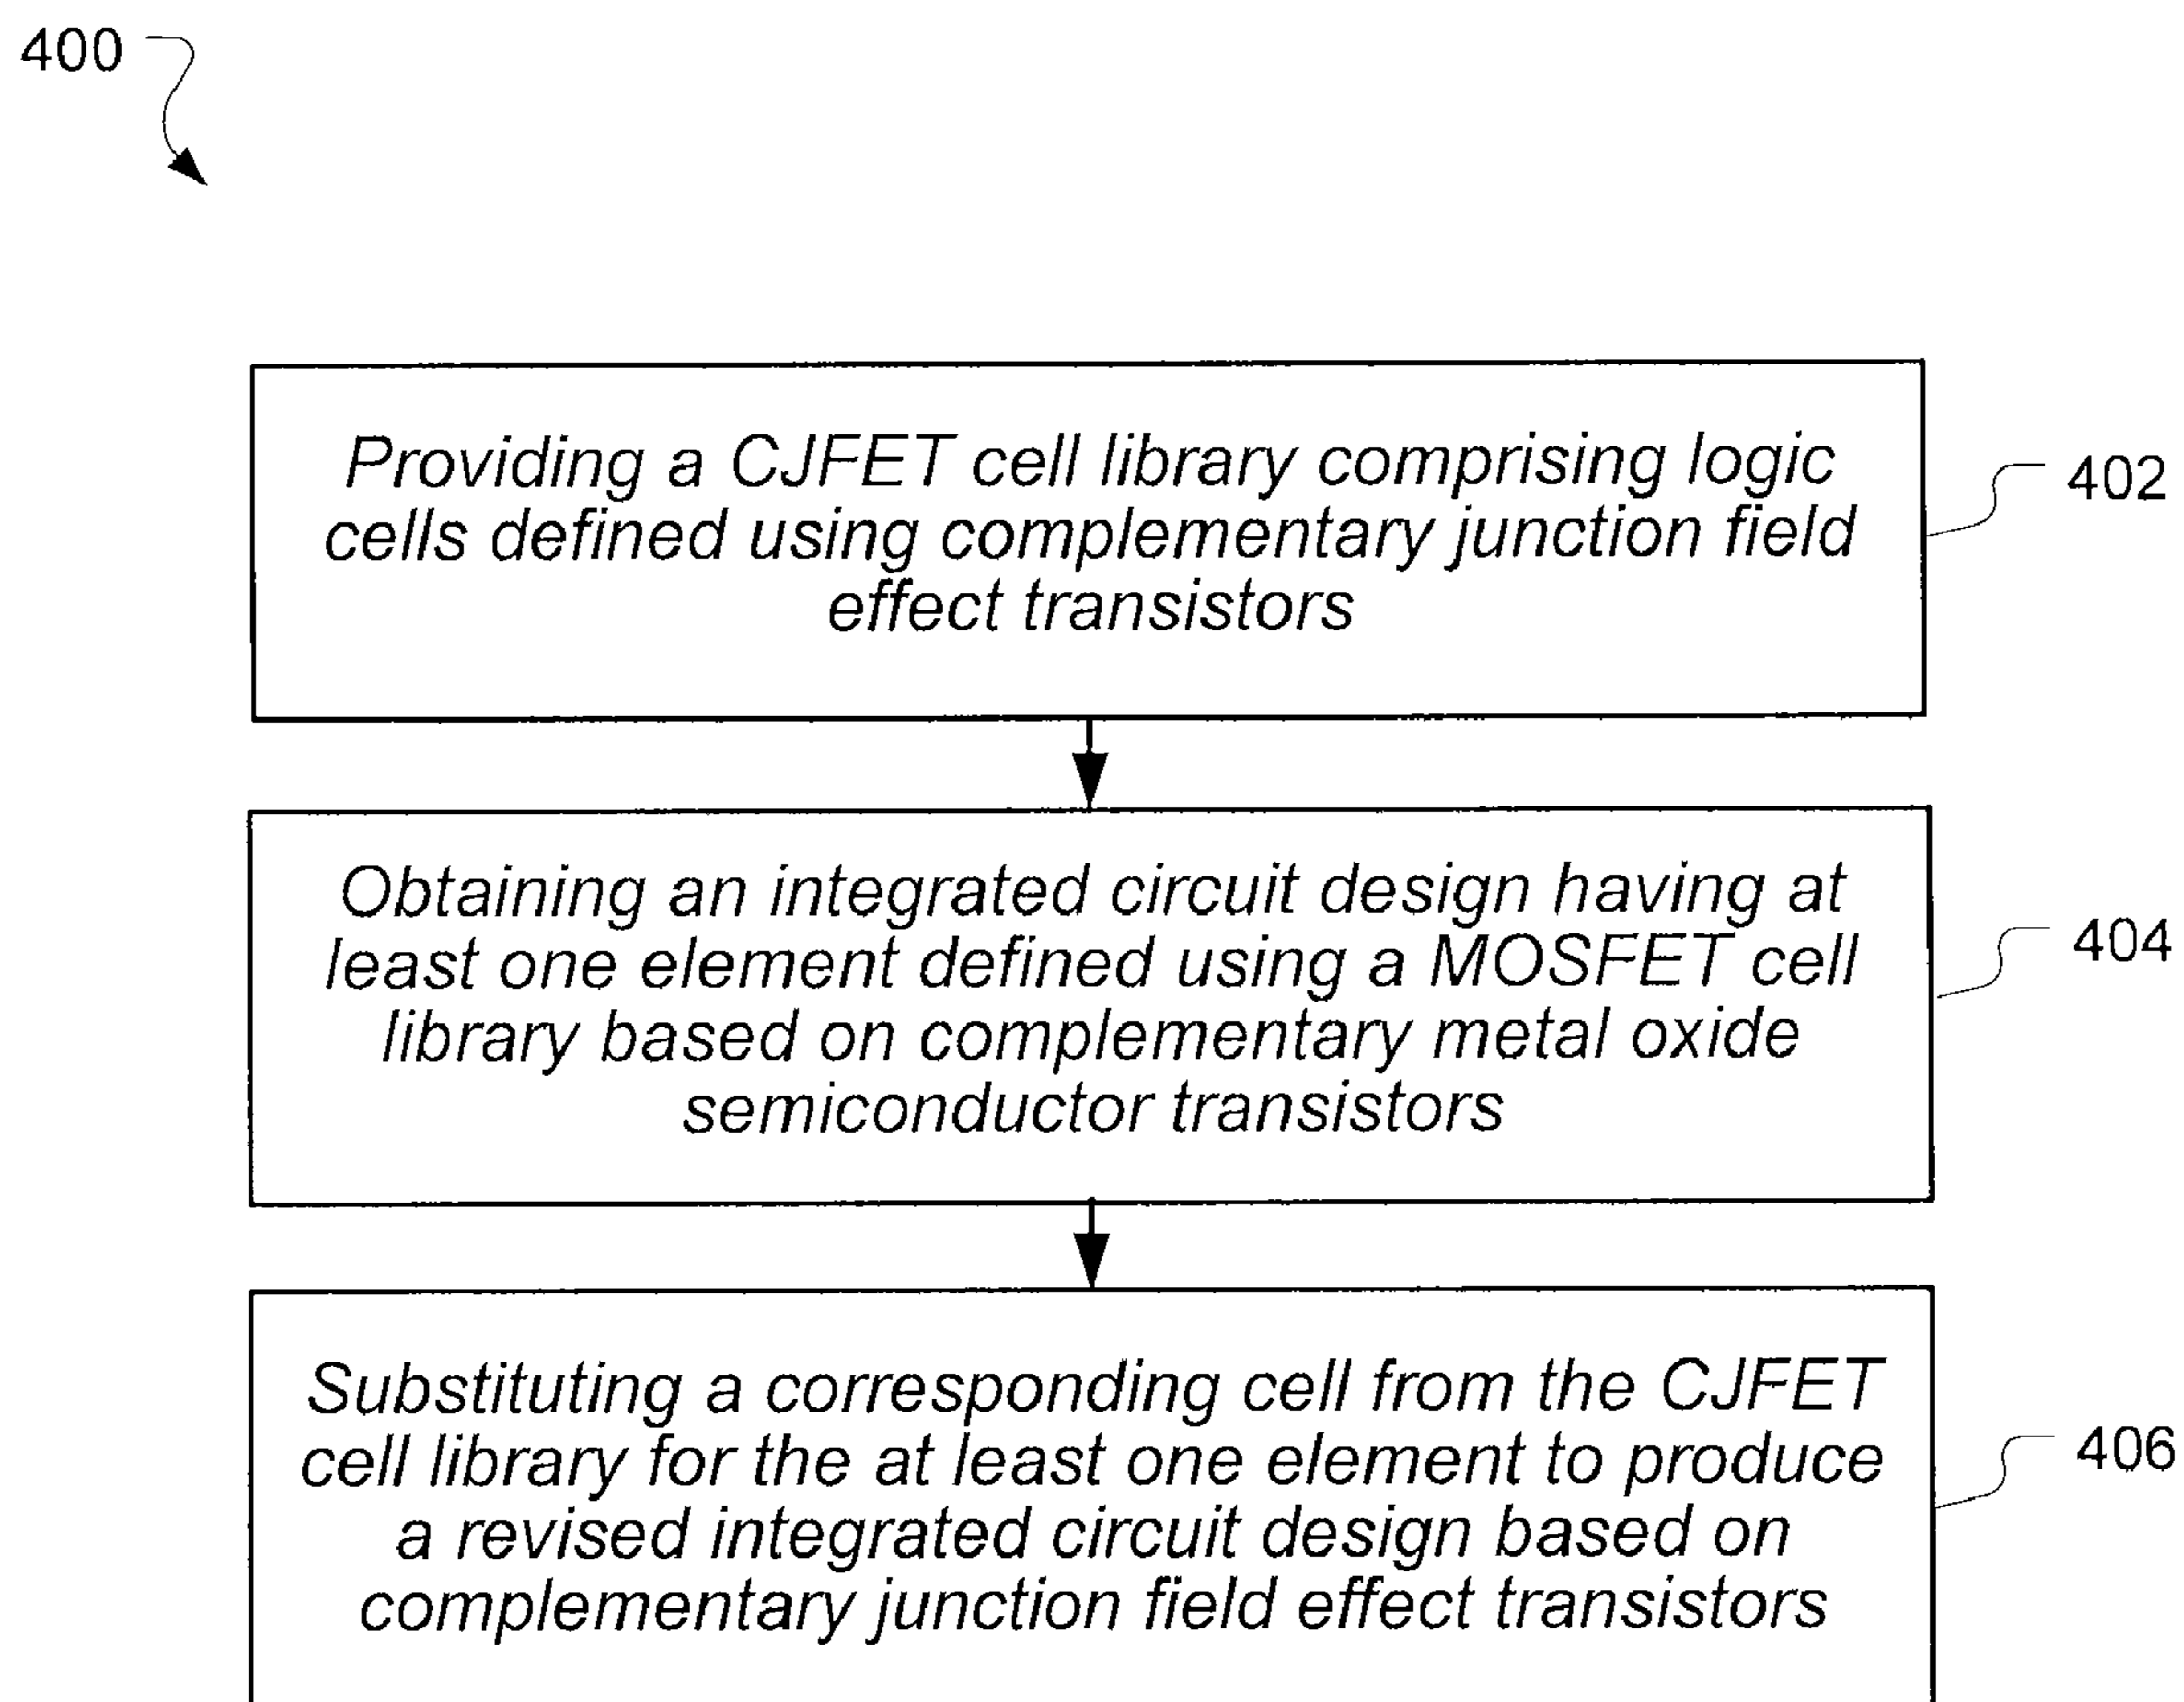 400
Providing a CJFET cell library comprising logic
cells defined using complementary junction field
effect transistors
402
Obtaining an integrated circuit design having at
least one element defined using a MOSFET cell
library based on complementary metal oxide
semiconductor transistors
404
Substituting a corresponding cell from the CJFET
cell library for the at least one element to produce
a revised integrated circuit design based on
complementary junction field effect transistors
406